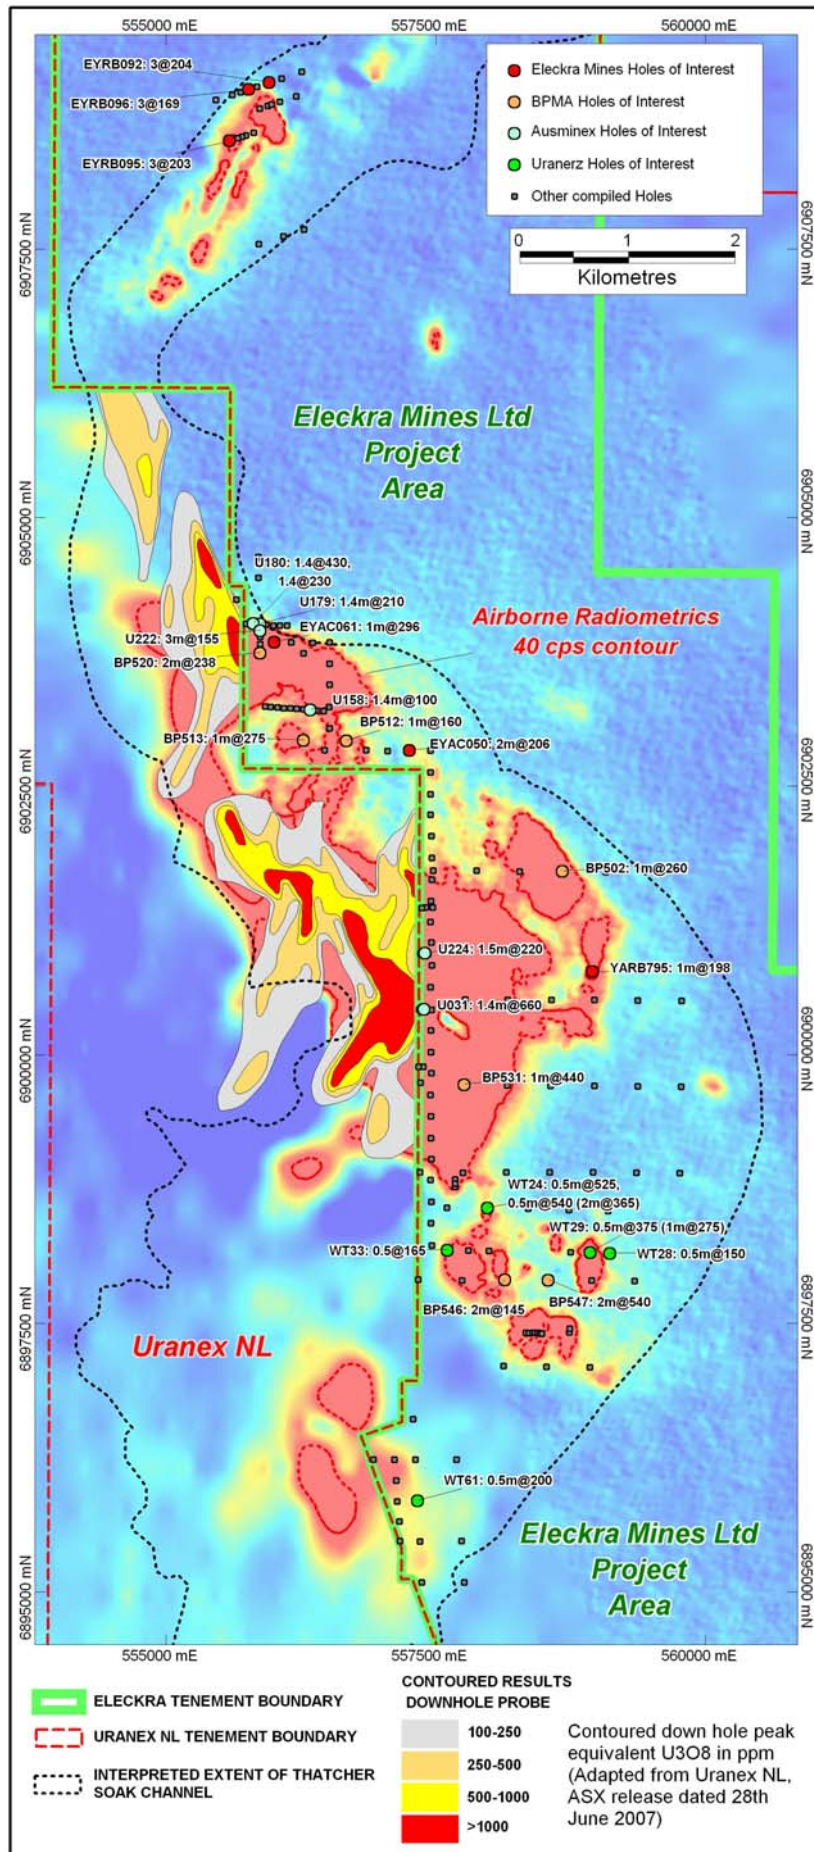 555000 mE
557500 mE
560000 mE
EYRB092: 3@204
EYRB096: 3@169
EYRB095: 3@203
Eleckra Mines Holes of Interest
BPMA Holes of Interest
Ausminex Holes of Interest
Uranerz Holes of Interest
Other compiled Holes
0
1
2
Kilometres
6907500 mN
6907500 mN
Eleckra Mines Ltd
Project
Area
6905000 mN
6905000 mN
U180: 1.4@430,
1.4@230
U179: 1.4m@210
EYAC061: 1m@296
U222: 3m@155
BP520: 2m@238
Airborne Radiometrics
40 cps contour
U158: 1.4m@100
BP512: 1m@160
BP513: 1m@275
EYAC050: 2m@206
6902500 mN
6902500 mN
BP502: 1m@260
U224: 1.5m@220
YARB795: 1m@198
U031: 1.4m@660
6900000 mN
6900000 mN
BP531: 1m@440
WT24: 0.5m@525,
0.5m@540 (2m@365)
WT29: 0.5m@375 (1m@275)
WT33: 0.5@165
WT28: 0.5m@150
BP546: 2m@145
BP547: 2m@540
6897500 mN
6897500 mN
Uranex NL
WT61: 0.5m@200
Eleckra Mines Ltd
Project
Area
6895000 mN
6895000 mN
555000 mE
557500 mE
560000 mE
ELECKRA TENEMENT BOUNDARY
URANEX NL TENEMENT BOUNDARY
INTERPRETED EXTENT OF THATCHER
SOAK CHANNEL
CONTOURED RESULTS
DOWNHOLE PROBE
100-250
250-500
500-1000
>1000
Contoured down hole peak
equivalent U3O8 in ppm
(Adapted from Uranex NL,
ASX release dated 28th
June 2007)